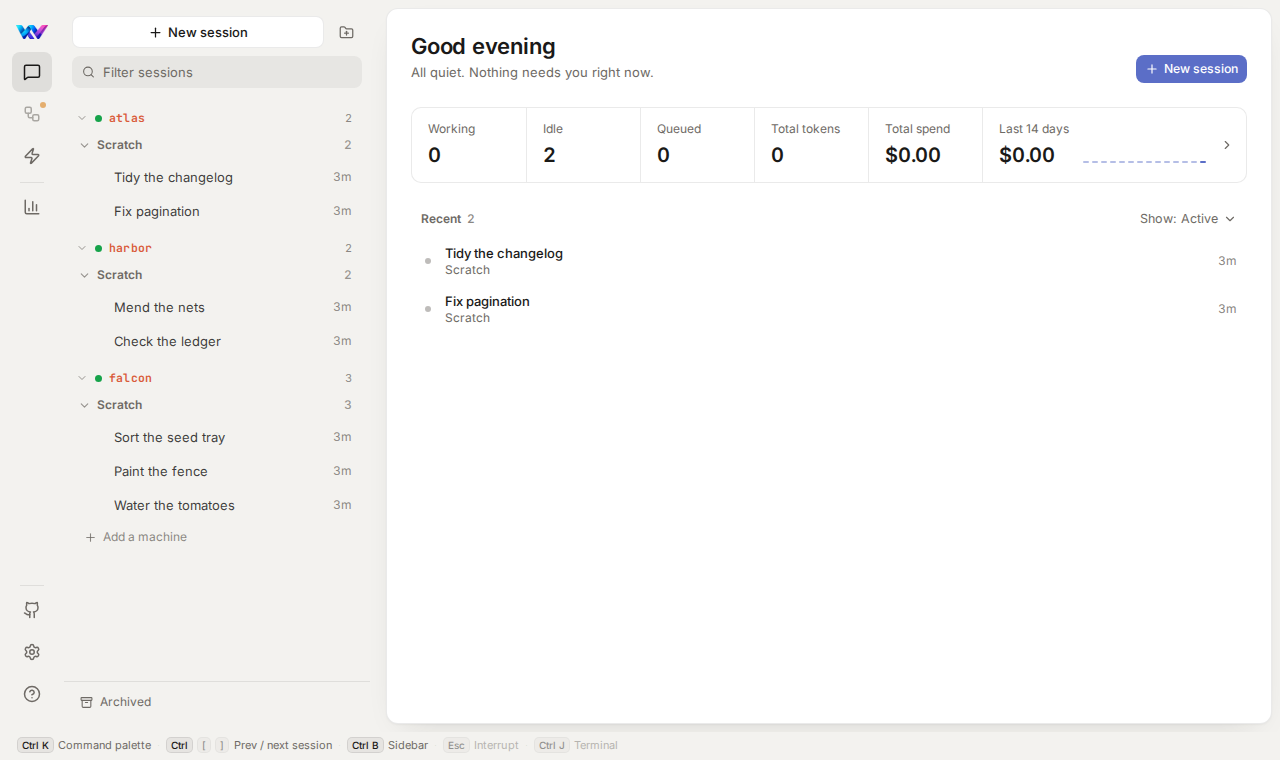 New session
Filter sessions
atlas 2
Scratch 2
Tidy the changelog 3m
Fix pagination 3m
harbor 2
Scratch 2
Mend the nets 3m
Check the ledger 3m
falcon 3
Scratch 3
Sort the seed tray 3m
Paint the fence 3m
Water the tomatoes 3m
Add a machine
Archived
Good evening
All quiet. Nothing needs you right now.
New session
Working Idle Queued Total tokens Total spend Last 14 days
0 2 0 0 $0.00 $0.00
Recent 2 Show: Active
Tidy the changelog
Scratch 3m
Fix pagination
Scratch 3m
Ctrl K Command palette Ctrl [ ] Prev / next session Ctrl B Sidebar Esc Interrupt Ctrl J Terminal